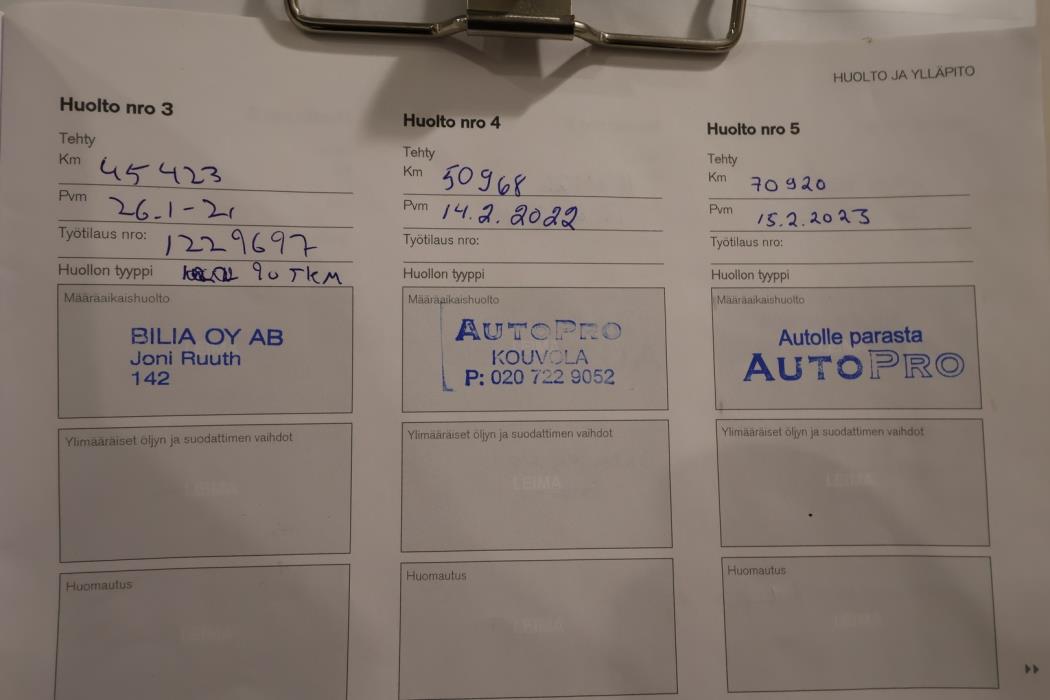 HUOLTO JA YLLÄPITO
Huolto nro 3
Tehty
Km 45 423
Pvm 26.1-21
Työtilaus nro: 1229697
Huollon tyyppi 90 TKM
Määräaikaishuolto
BILIA OY AB
Joni Ruuth
142
Ylimääräiset öljyn ja suodattimen vaihdot
LEIMA
Huomautus
LEIMA
Huolto nro 4
Tehty
Km 50968
Pvm 14.2.2022
Työtilaus nro:
Huollon tyyppi
Määräaikaishuolto
AUTOPRO
KOUVOLA
P: 020 722 9052
Ylimääräiset öljyn ja suodattimen vaihdot
LEIMA
Huomautus
LEIMA
Huolto nro 5
Tehty
Km 70920
Pvm 15.2.2023
Työtilaus nro:
Huollon tyyppi
Määräaikaishuolto
Autolle parasta
AUTOPRO
Ylimääräiset öljyn ja suodattimen vaihdot
LEIMA
Huomautus
LEIMA